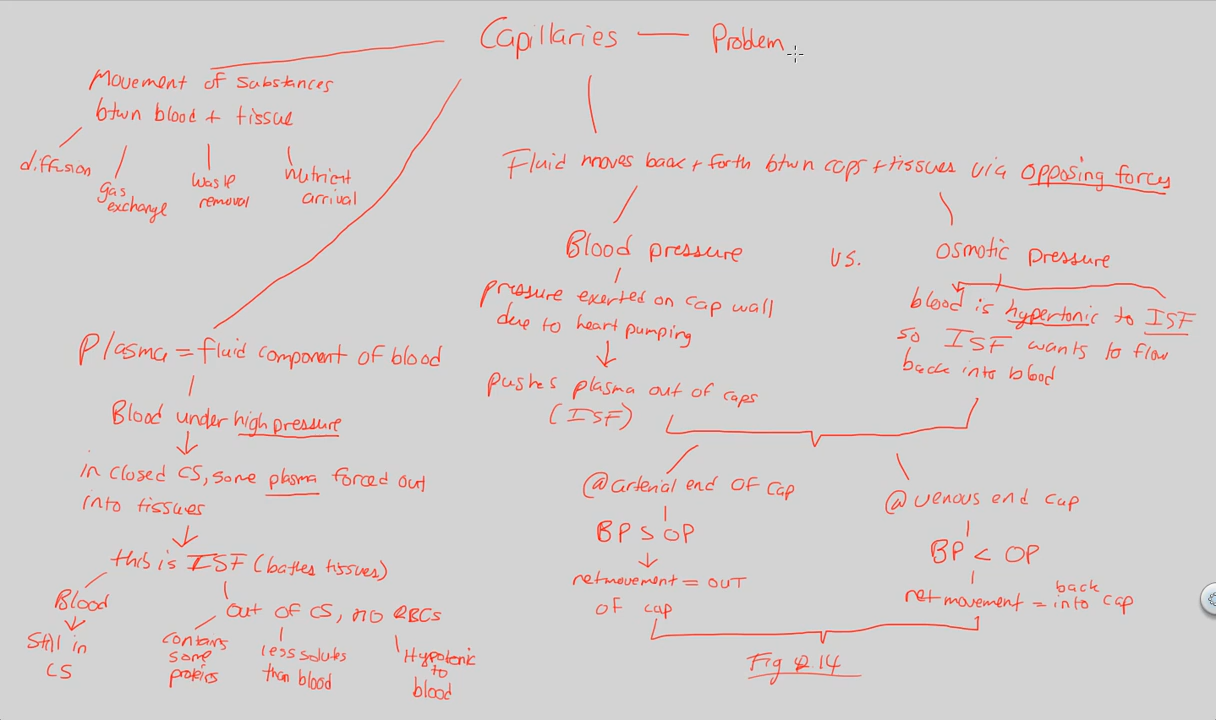 Capillaries — Problem
Movement of substances
btwn blood + tissue
diffusion
gas
exchange
waste
removal
nutrient
arrival
Fluid moves back + forth btwn caps + tissues via opposing forces
Blood pressure
vs.
Osmotic Pressure
pressure exerted on cap wall
due to heart pumping
pushes plasma out of caps
(ISF)
blood is hypertonic to ISF
so ISF wants to flow
back into blood
@ arterial end of cap
BP > OP
net movement = OUT
of cap
@ venous end cap
BP < OP
back
net movement = into cap
Fig 14
Plasma = fluid component of blood
Blood under high pressure
in closed CS, some plasma forced out
into tissues
this is ISF (bathes tissues)
Blood
Still in
CS
Out of CS, no RBCs
contains
some
proteins
less solutes
than blood
Hypotonic
to
blood